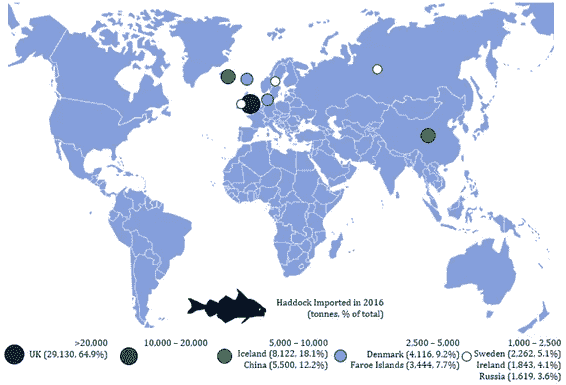 Haddock Imported in 2016
(tonnes, % of total)
>20,000
10,000 – 20,000
5,000 – 10,000
2,500 – 5,000
1,000 – 2,500
UK (29.130, 64.9%)
Iceland (8.122, 18.1%)
China (5.500, 12.2%)
Denmark (4.116, 9.2%)
Faroe Islands (3.444, 7.7%)
Sweden (2.262, 5.1%)
Ireland (1,843, 4.1%)
Russia (1.619, 3.6%)